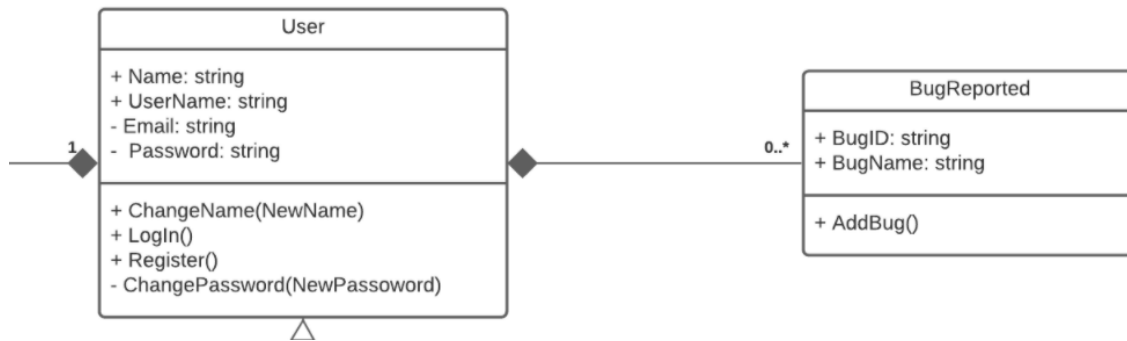 User
+ Name: string
+ UserName: string
- Email: string
- Password: string
1
+ ChangeName(NewName)
+ LogIn()
+ Register()
- ChangePassword(NewPassoword)
0..*
BugReported
+ BugID: string
+ BugName: string
+ AddBug()